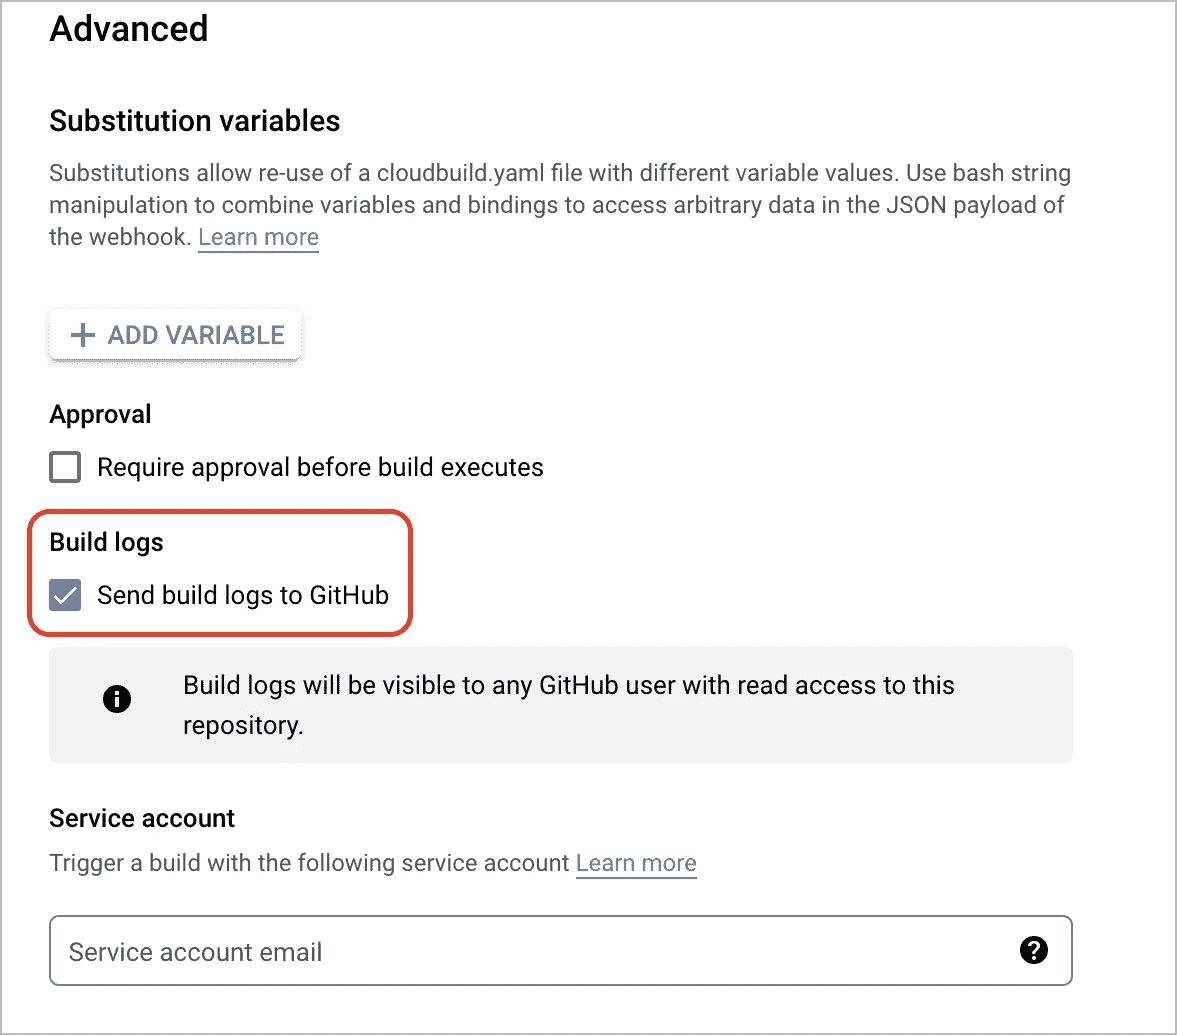 Advanced
Substitution variables
Substitutions allow re-use of a cloudbuild.yaml file with different variable values. Use bash string
manipulation to combine variables and bindings to access arbitrary data in the JSON payload of
the webhook. Learn more
ADD VARIABLE
Approval
Require approval before build executes
Build logs
Send build logs to GitHub
Build logs will be visible to any GitHub user with read access to this
repository.
Service account
Trigger a build with the following service account Learn more
Service account email